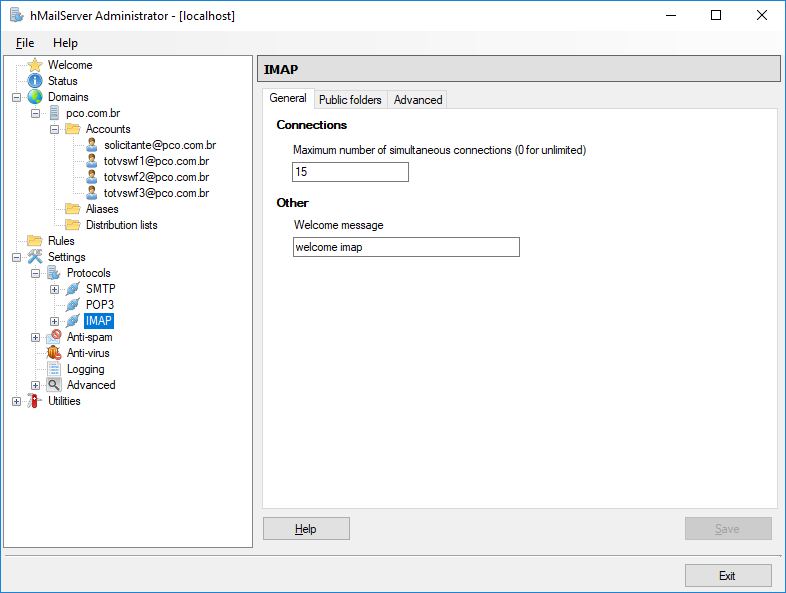 hMailServer Administrator - [localhost]
File Help
Welcome
Status
Domains
pco.com.br
Accounts
solicitante@pco.com.br
totvswf1@pco.com.br
totvswf2@pco.com.br
totvswf3@pco.com.br
Aliases
Distribution lists
Rules
Settings
Protocols
SMTP
POP3
IMAP
Anti-spam
Anti-virus
Logging
Advanced
Utilities
IMAP
General Public folders Advanced
Connections
Maximum number of simultaneous connections (0 for unlimited)
15
Other
Welcome message
welcome imap
Help Save
Exit